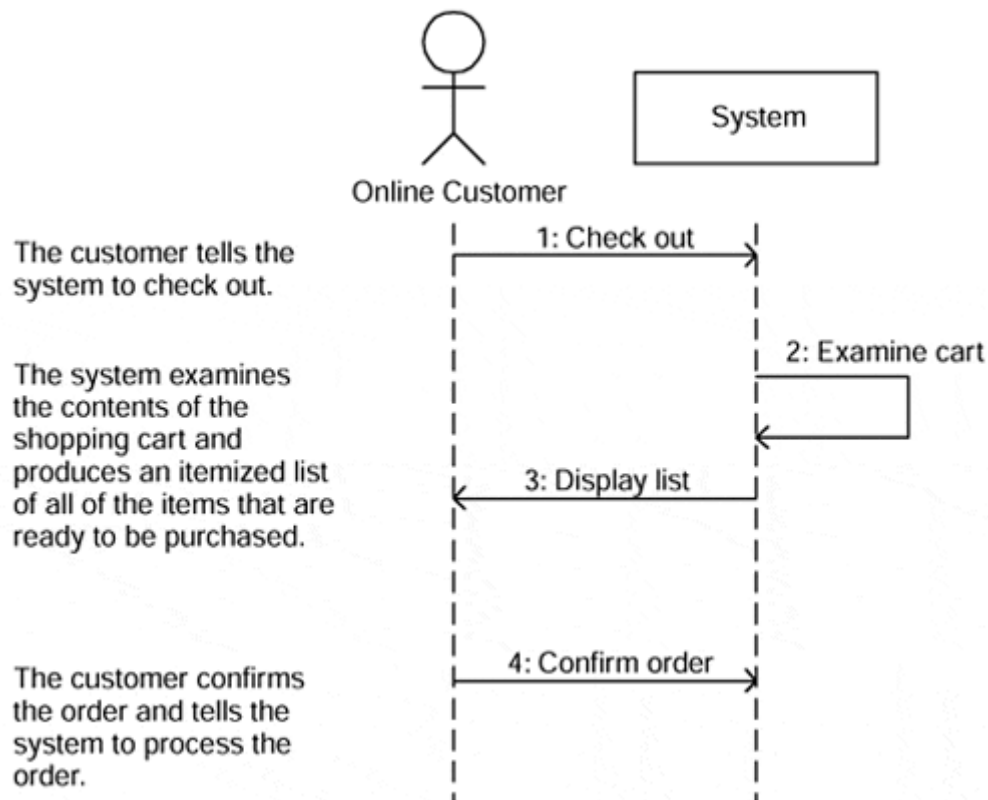 System
Online Customer
The customer tells the
system to check out.
1: Check out
2: Examine cart
The system examines
the contents of the
shopping cart and
produces an itemized list
of all of the items that are
ready to be purchased.
3: Display list
4: Confirm order
The customer confirms
the order and tells the
system to process the
order.